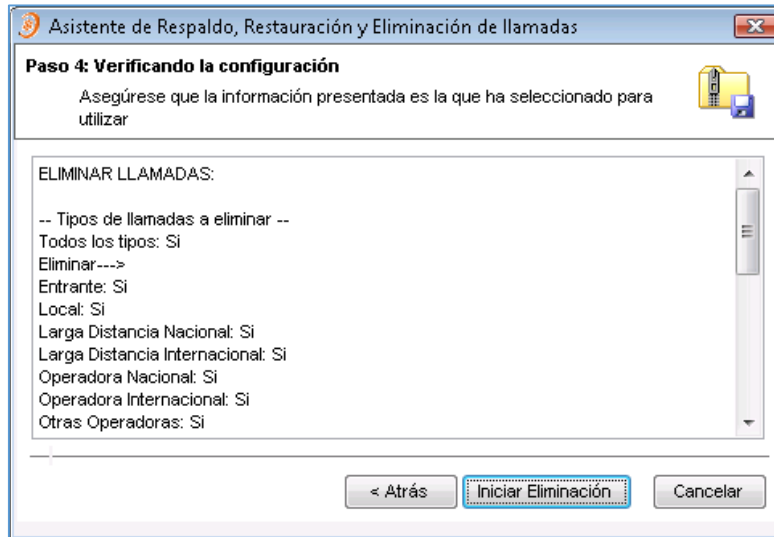 Asistente de Respaldo, Restauración y Eliminación de llamadas
Paso 4: Verificando la configuración
Asegúrese que la información presentada es la que ha seleccionado para
utilizar
ELIMINAR LLAMADAS:
-- Tipos de llamadas a eliminar --
Todos los tipos: Si
Eliminar--->
Entrante: Si
Local: Si
Larga Distancia Nacional: Si
Larga Distancia Internacional: Si
Operadora Nacional: Si
Operadora Internacional: Si
Otras Operadoras: Si
< Atrás Iniciar Eliminación Cancelar